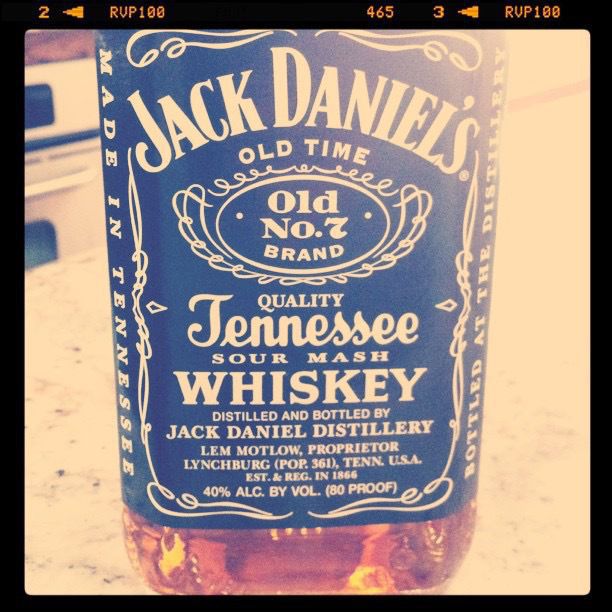 2 RVP100 465 3 RVP100
MADE IN TENNESSEE
JACK DANIEL'S®
OLD TIME
Old
No.7
BRAND
QUALITY
Tennessee
SOUR MASH
WHISKEY
DISTILLED AND BOTTLED BY
JACK DANIEL DISTILLERY
LEM MOTLOW, PROPRIETOR
LYNCHBURG (POP. 361), TENN. U.S.A.
EST. & REG. IN 1866
40% ALC. BY VOL. (80 PROOF)
BOTTLED AT THE DISTILLERY